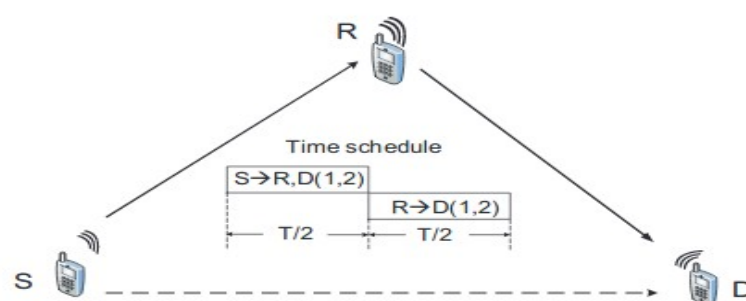 R
Time schedule
S→R,D(1,2)
R→D(1,2)
T/2 T/2
S
D